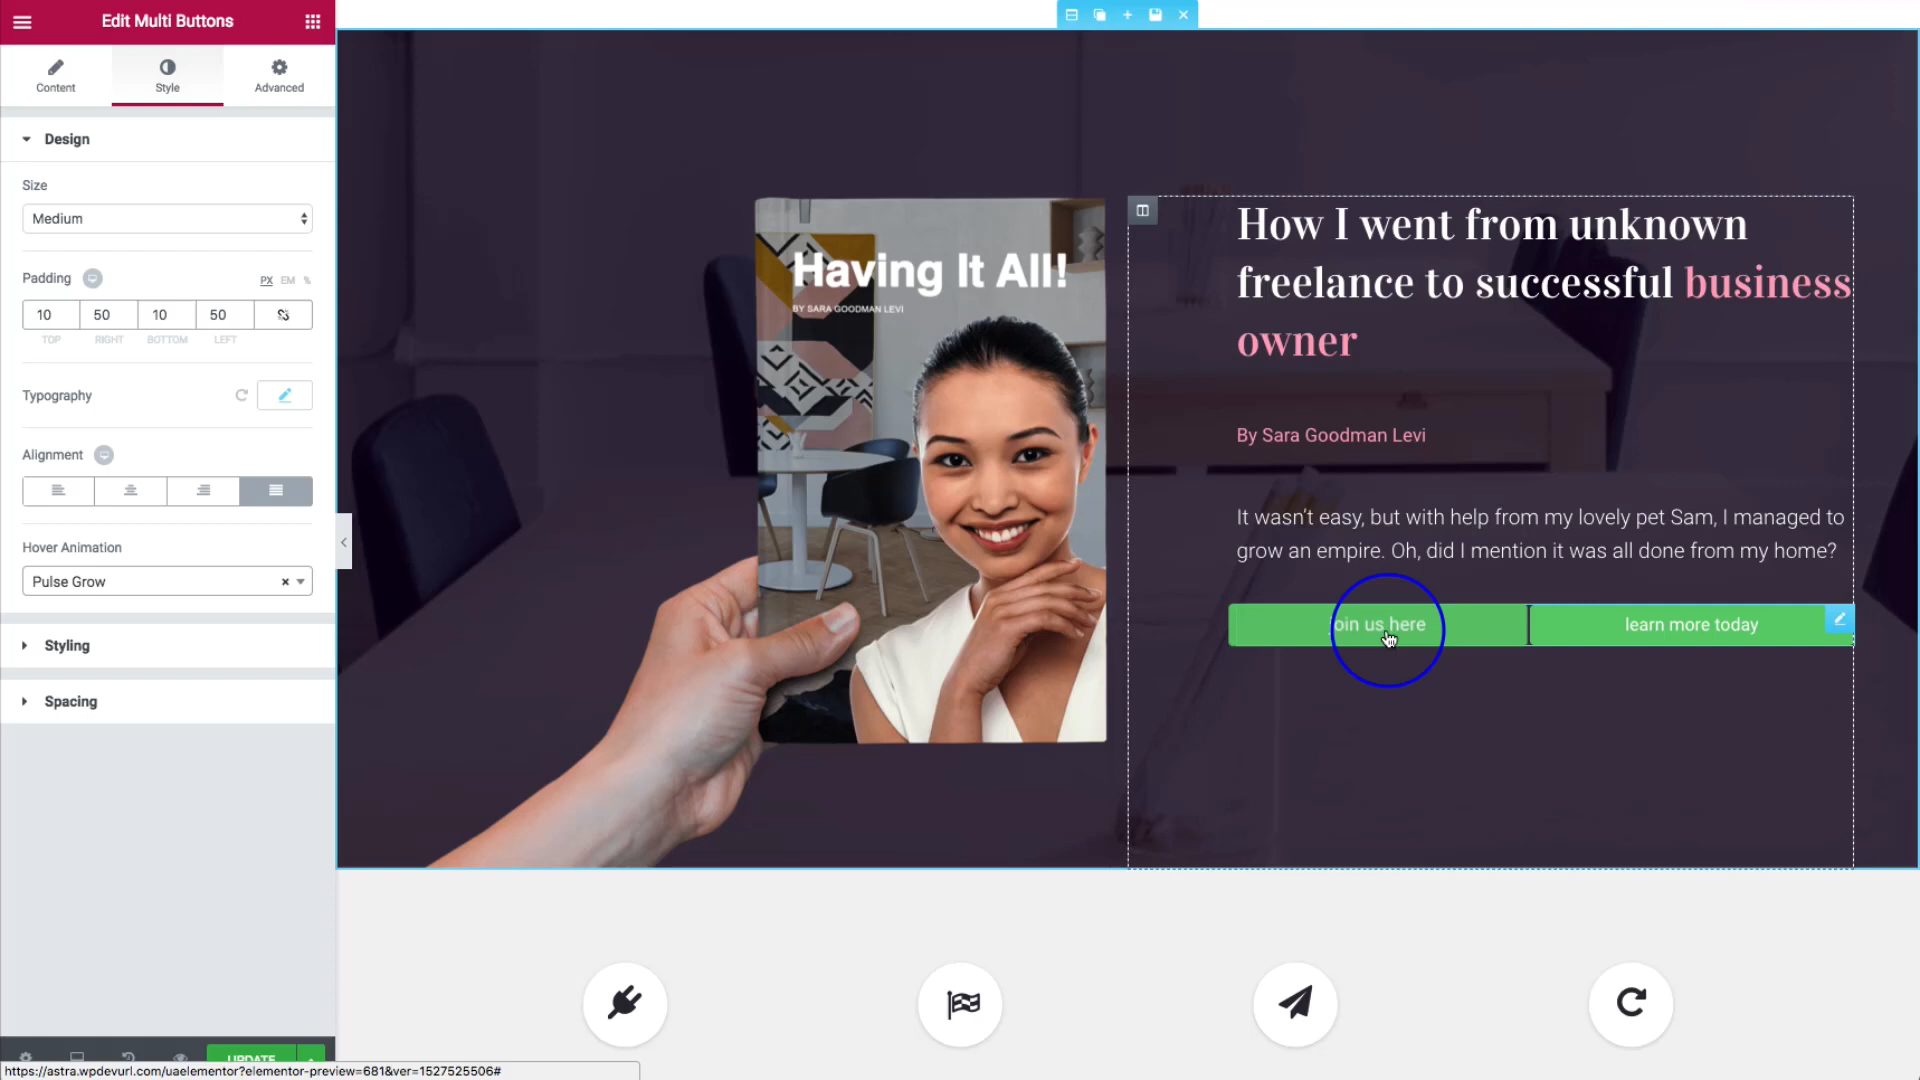 Edit Multi Buttons
Content
Style
Advanced
Design
Size
Medium
Padding
PX EM %
10 50 10 50
TOP RIGHT BOTTOM LEFT
Typography
Alignment
Hover Animation
Pulse Grow
Styling
Spacing
UPDATE
https://astra.wpdevurl.com/uaelementor?elementor-preview=681&ver=1527525506#
Having It All!
BY SARA GOODMAN LEVI
How I went from unknown
freelance to successful business
owner
By Sara Goodman Levi
It wasn't easy, but with help from my lovely pet Sam, I managed to
grow an empire. Oh, did I mention it was all done from my home?
join us here
learn more today